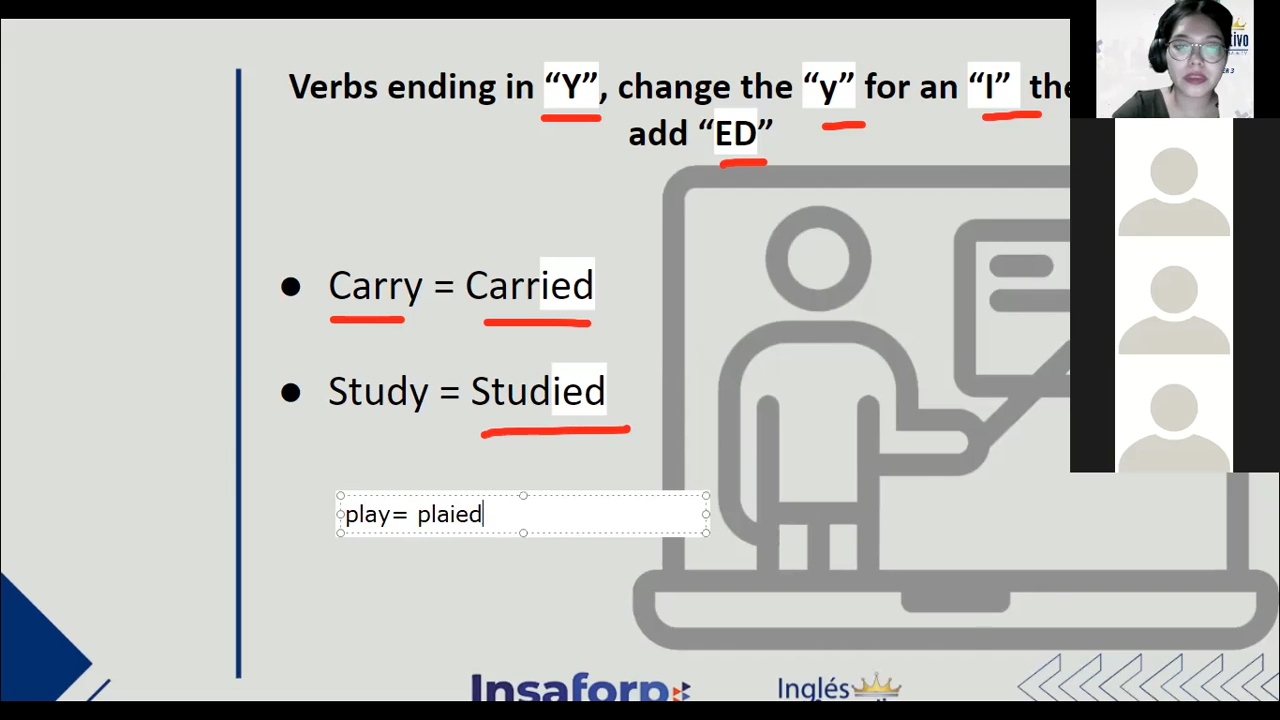 Verbs ending in “Y”, change the “y” for an “I” the
add “ED”
● Carry = Carried
● Study = Studied
play= plaied
Insaforp
Inglés